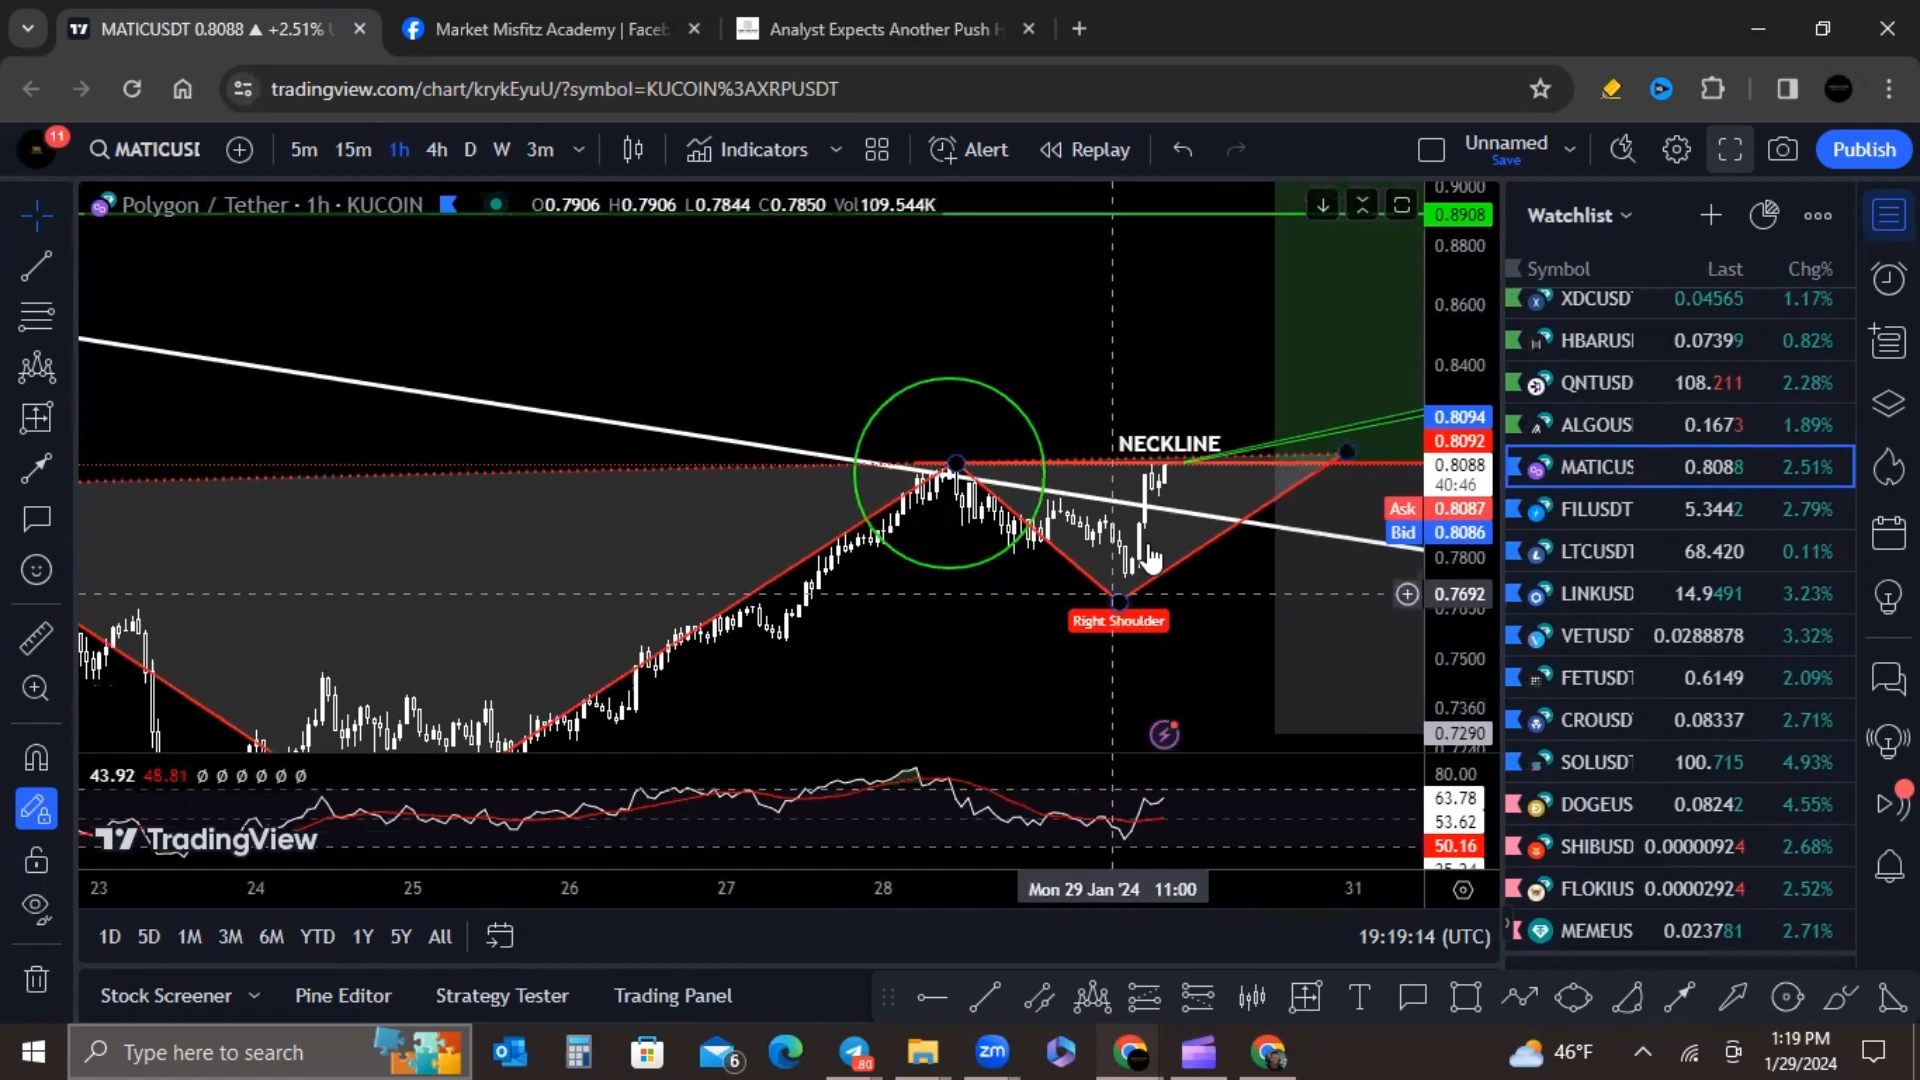 MATICUSDT 0.8088 ▲ +2.51%
Market Misfitz Academy | Faceb
Analyst Expects Another Push H
tradingview.com/chart/krykEyuU/?symbol=KUCOIN%3AXRPUSDT
11
MATICUSI
5m 15m 1h 4h D W 3m
Indicators
Alert
Replay
Unnamed
Save
Publish
Polygon / Tether · 1h · KUCOIN O0.7906 H0.7906 L0.7844 C0.7850 Vol109.544K
0.9000
0.8908
0.8800
0.8600
0.8400
0.8094
0.8092
0.8088
40:46
Ask 0.8087
Bid 0.8086
0.7800
0.7692
0.7500
0.7360
0.7290
NECKLINE
Right Shoulder
43.92 48.81 Ø Ø Ø Ø Ø Ø
80.00
63.78
53.62
50.16
TradingView
23 24 25 26 27 28 Mon 29 Jan '24 11:00 31
1D 5D 1M 3M 6M YTD 1Y 5Y All
19:19:14 (UTC)
Stock Screener Pine Editor Strategy Tester Trading Panel
Watchlist
Symbol Last Chg%
XDCUSD 0.04565 1.17%
HBARUSI 0.07399 0.82%
QNTUSD 108.211 2.28%
ALGOUS 0.1673 1.89%
MATICUS 0.8088 2.51%
FILUSDT 5.3442 2.79%
LTCUSDT 68.420 0.11%
LINKUSD 14.9491 3.23%
VETUSD 0.0288878 3.32%
FETUSDT 0.6149 2.09%
CROUSD 0.08337 2.71%
SOLUSDT 100.715 4.93%
DOGEUS 0.08242 4.55%
SHIBUSD 0.00000924 2.68%
FLOKIUS 0.00002924 2.52%
MEMEUS 0.023781 2.71%
Type here to search
6
80
zm
46°F
1:19 PM
1/29/2024